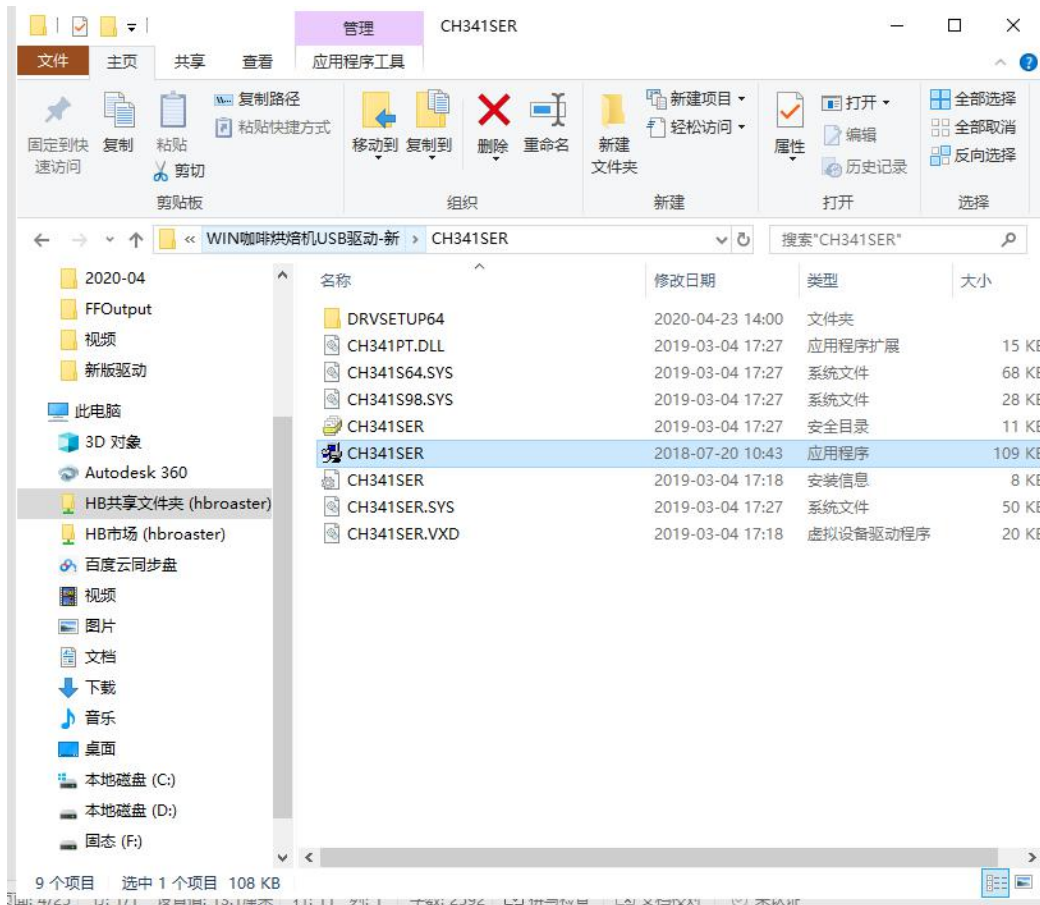 管理 CH341SER
文件 主页 共享 查看 应用程序工具
固定到快速访问 复制 粘贴 复制路径 粘贴快捷方式 剪切
移动到 复制到 删除 重命名
新建文件夹 新建项目 轻松访问
属性 打开 编辑 历史记录
全部选择 全部取消 反向选择
剪贴板 组织 新建 打开 选择
« WIN咖啡烘焙机USB驱动-新 › CH341SER 搜索"CH341SER"
2020-04
FFOutput
视频
新版驱动
此电脑
3D 对象
Autodesk 360
HB共享文件夹 (hbroaster)
HB市场 (hbroaster)
百度云同步盘
视频
图片
文档
下载
音乐
桌面
本地磁盘 (C:)
本地磁盘 (D:)
固态 (F:)
名称 修改日期 类型 大小
DRVSETUP64 2020-04-23 14:00 文件夹
CH341PT.DLL 2019-03-04 17:27 应用程序扩展 15 KB
CH341S64.SYS 2019-03-04 17:27 系统文件 68 KB
CH341S98.SYS 2019-03-04 17:27 系统文件 28 KB
CH341SER 2019-03-04 17:27 安全目录 11 KB
CH341SER 2018-07-20 10:43 应用程序 109 KB
CH341SER 2019-03-04 17:18 安装信息 8 KB
CH341SER.SYS 2019-03-04 17:27 系统文件 50 KB
CH341SER.VXD 2019-03-04 17:18 虚拟设备驱动程序 20 KB
9 个项目 选中 1 个项目 108 KB